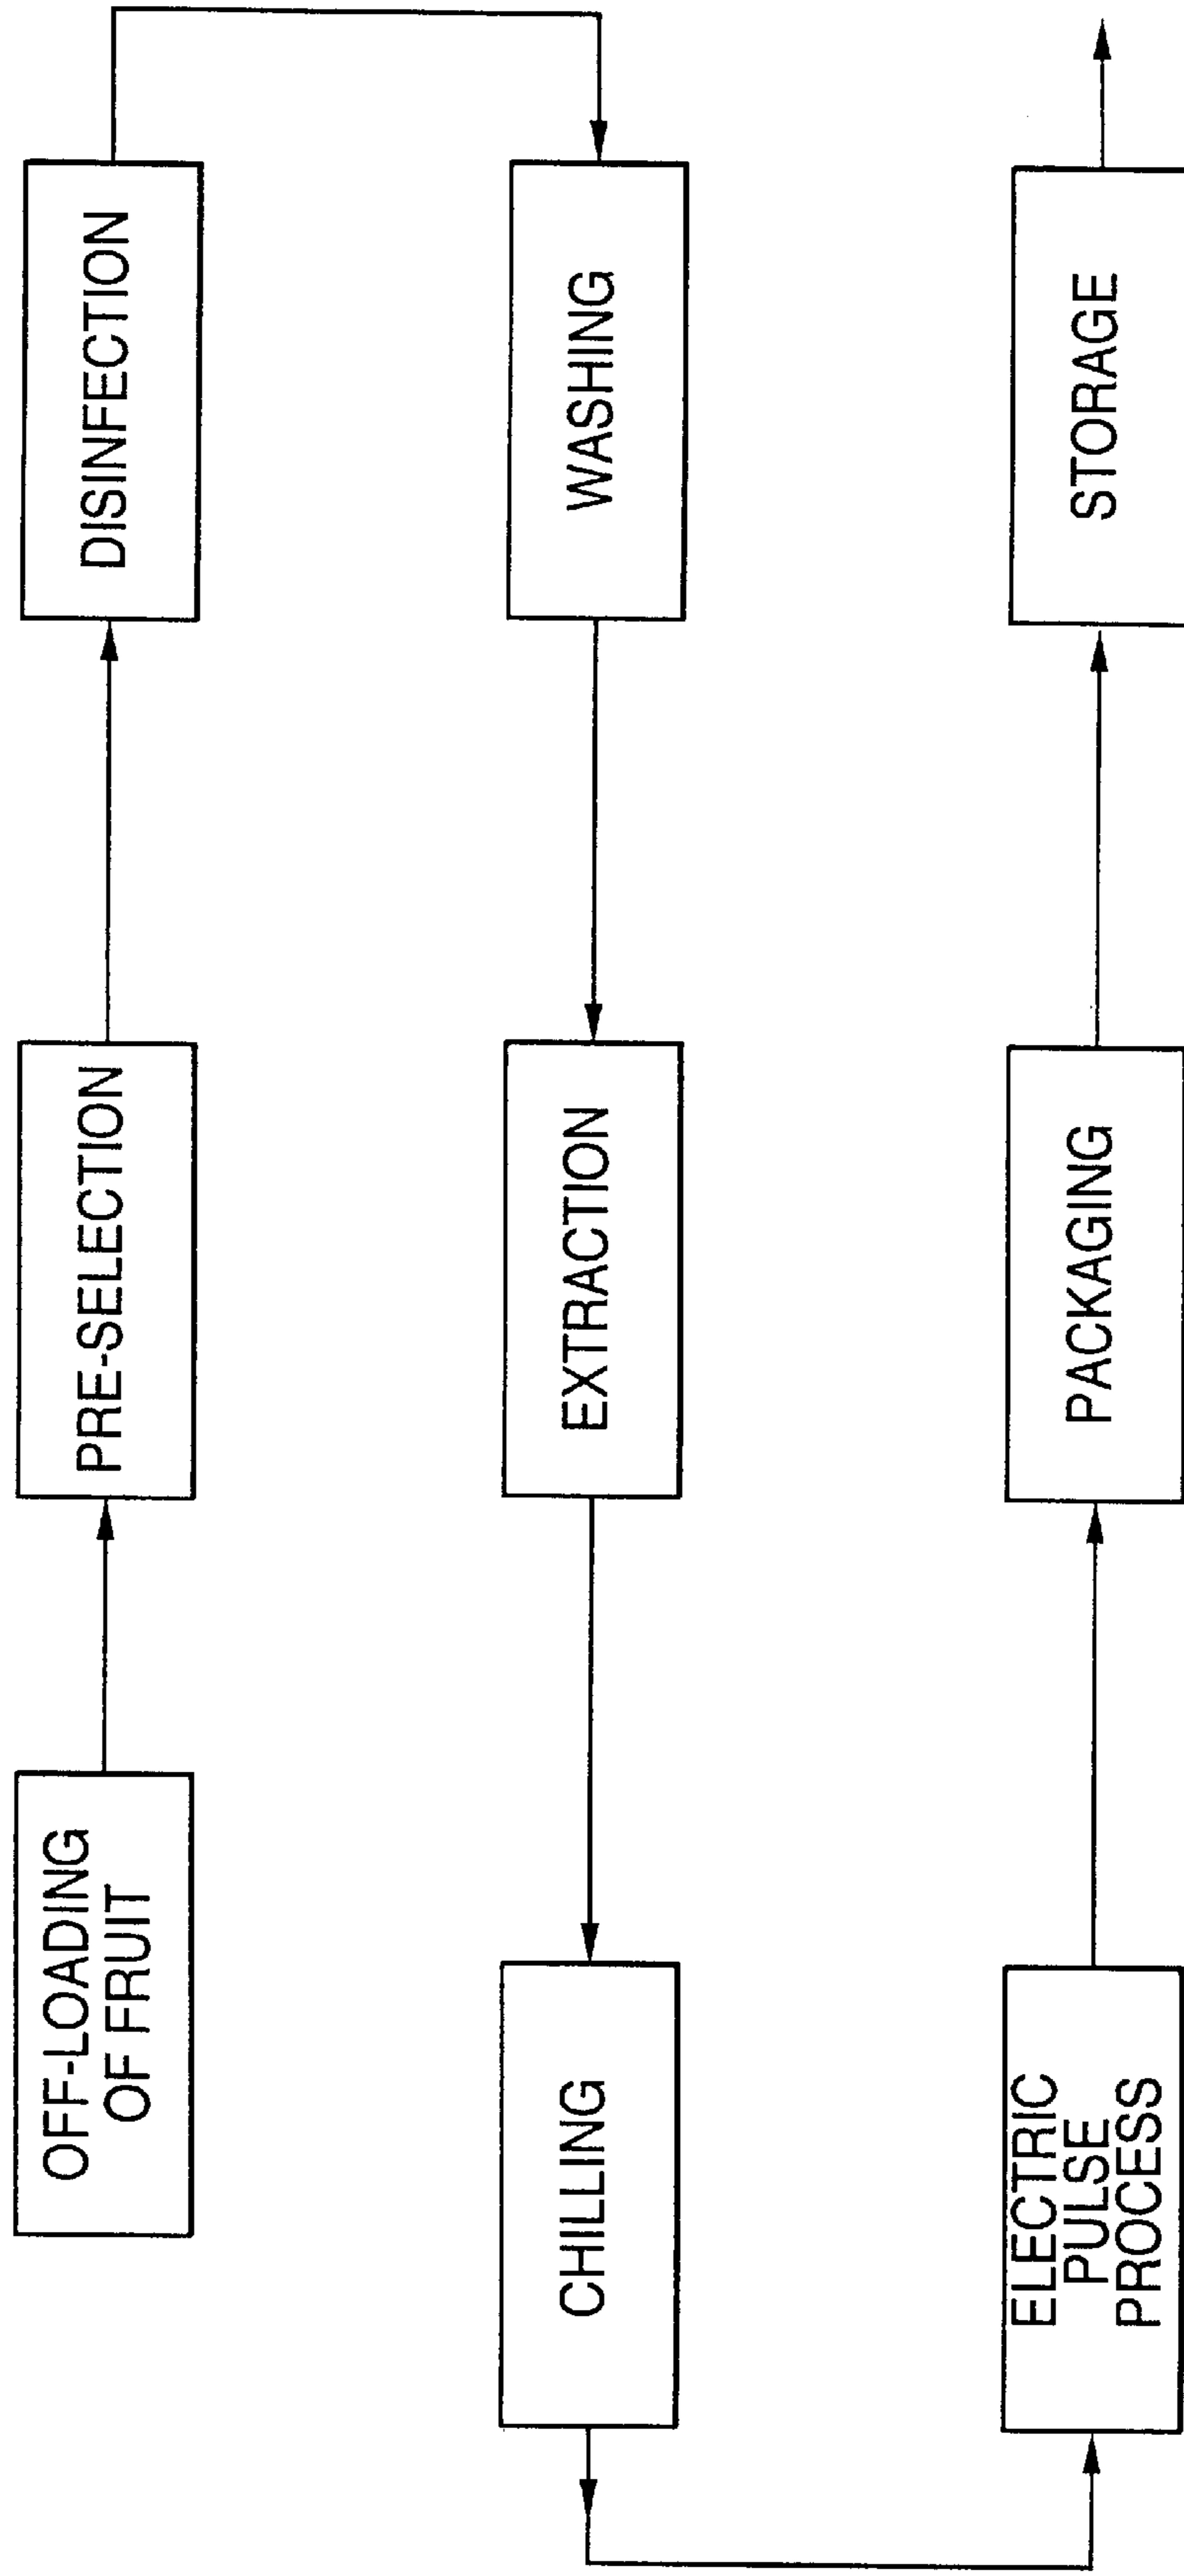 OFF-LOADING
OF FRUIT
PRE-SELECTION
DISINFECTION
WASHING
EXTRACTION
CHILLING
ELECTRIC
PULSE
PROCESS
PACKAGING
STORAGE